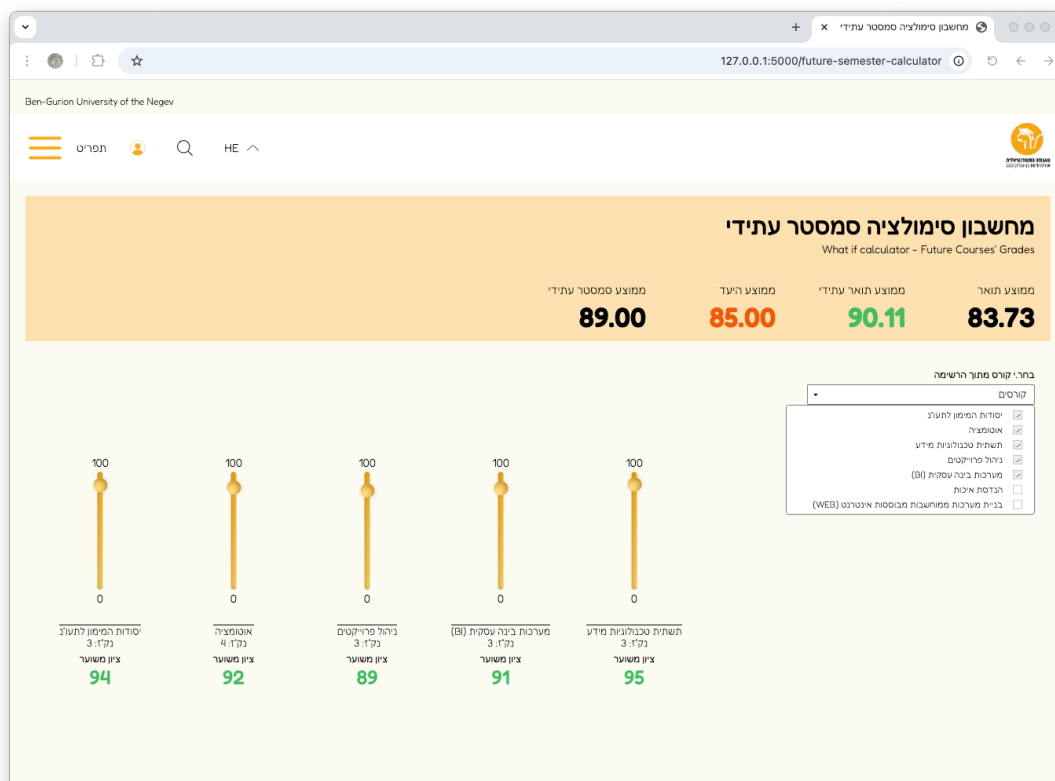 מחשבון סימולציה סמסטר עתידי
127.0.0.1:5000/future-semester-calculator
Ben-Gurion University of the Negev
תפריט
HE
מחשבון סימולציה סמסטר עתידי
What if calculator - Future Courses' Grades
ממוצע תואר
83.73
ממוצע תואר עתידי
90.11
ממוצע היעד
85.00
ממוצע סמסטר עתידי
89.00
בחר.י קורס מתוך הרשימה
קורסים
יסודות המימון לתעו"נ
אוטומציה
תשתית טכנולוגיות מידע
ניהול פרוייקטים
מערכות בינה עסקית (BI)
הנדסת איכות
בניית מערכות ממוחשבות מבוססות אינטרנט (WEB)
100
0
תשתית טכנולוגיות מידע
נק"ז: 3
ציון משוער
95
100
0
מערכות בינה עסקית (BI)
נק"ז: 3
ציון משוער
91
100
0
ניהול פרוייקטים
נק"ז: 3
ציון משוער
89
100
0
אוטומציה
נק"ז: 4
ציון משוער
92
100
0
יסודות המימון לתעו"נ
נק"ז: 3
ציון משוער
94